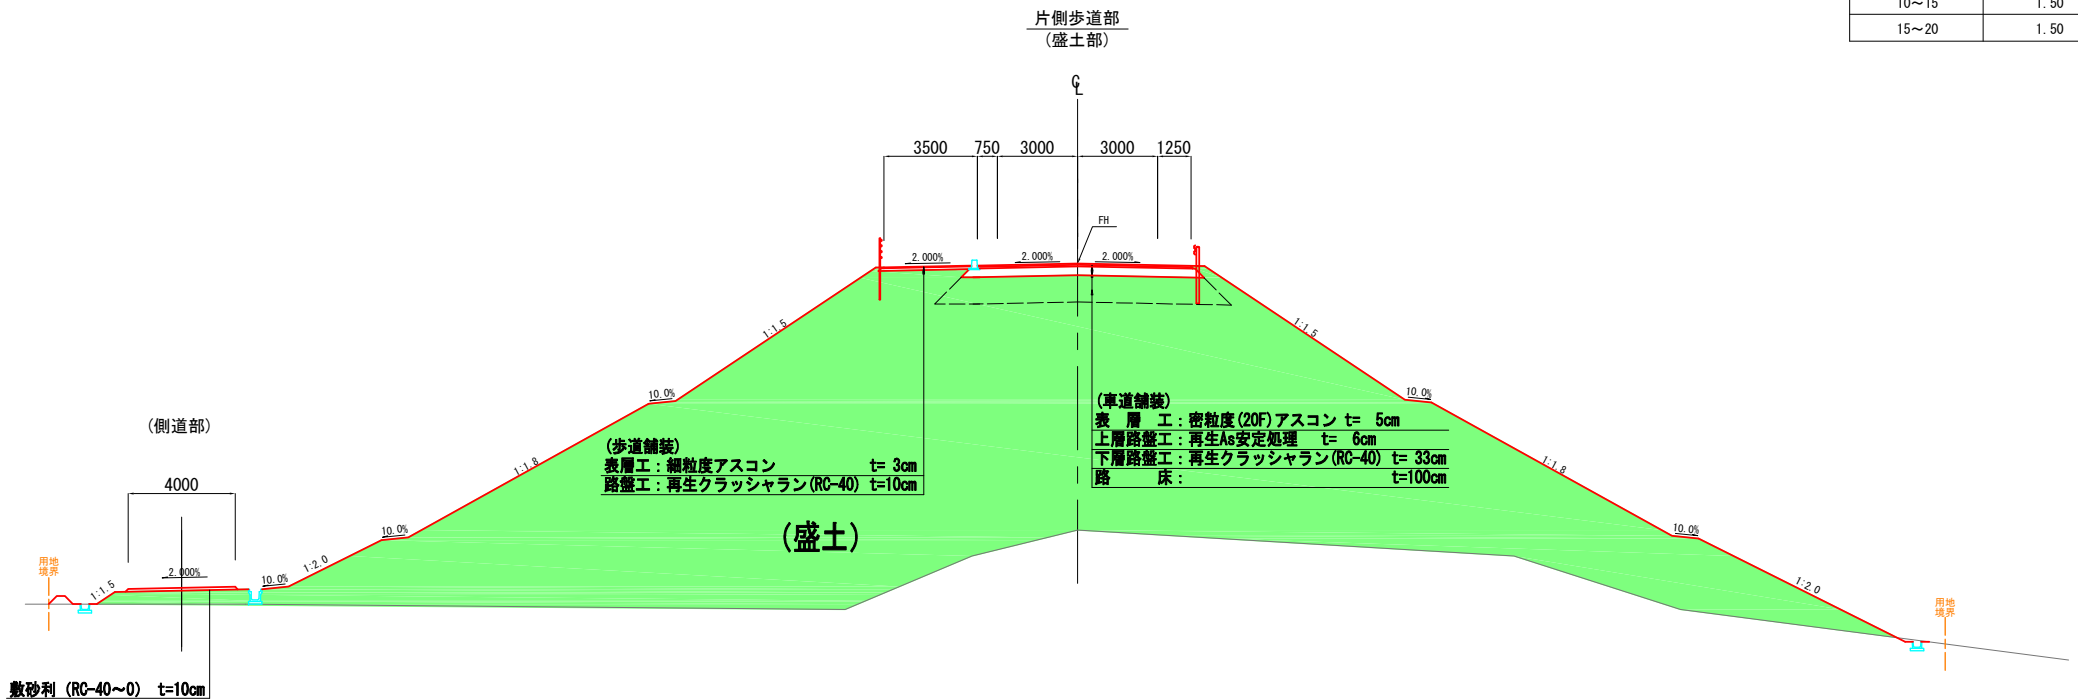 片側歩道部
(盛土部)
10～15 1.50
15～20 1.50
CL
3500 750 3000 3000 1250
FH
2.000% 2.000% 2.000%
1:1.5 1:1.5
10.0% 10.0%
(車道舗装)
表 層 工：密粒度(20F)アスコン t= 5cm
上層路盤工：再生As安定処理 t= 6cm
下層路盤工：再生クラッシャラン(RC-40) t= 33cm
路 床： t=100cm
(歩道舗装)
表層工：細粒度アスコン t= 3cm
路盤工：再生クラッシャラン(RC-40) t=10cm
(側道部)
1:1.8 1:1.8
4000
(盛土)
10.0% 10.0%
用地
境界
1:1.5 2.000% 10.0% 1:2.0 1:2.0
用地
境界
敷砂利 (RC-40～0) t=10cm